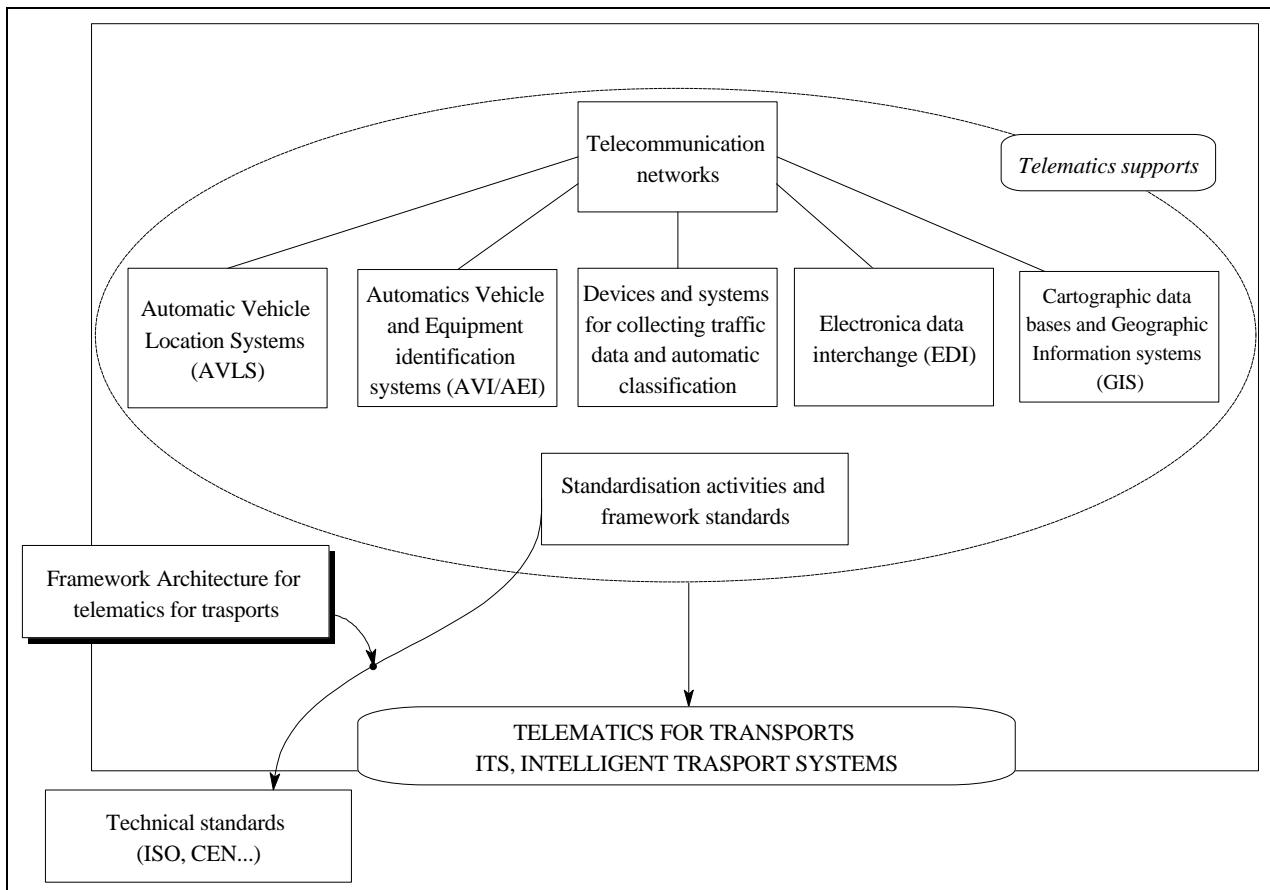 Telecommunication
networks
Telematics supports
Automatic Vehicle
Location Systems
(AVLS)
Automatics Vehicle
and Equipment
identification
systems (AVI/AEI)
Devices and systems
for collecting traffic
data and automatic
classification
Electronica data
interchange (EDI)
Cartographic data
bases and Geographic
Information systems
(GIS)
Standardisation activities and
framework standards
Framework Architecture for
telematics for trasports
TELEMATICS FOR TRANSPORTS
ITS, INTELLIGENT TRASPORT SYSTEMS
Technical standards
(ISO, CEN...)